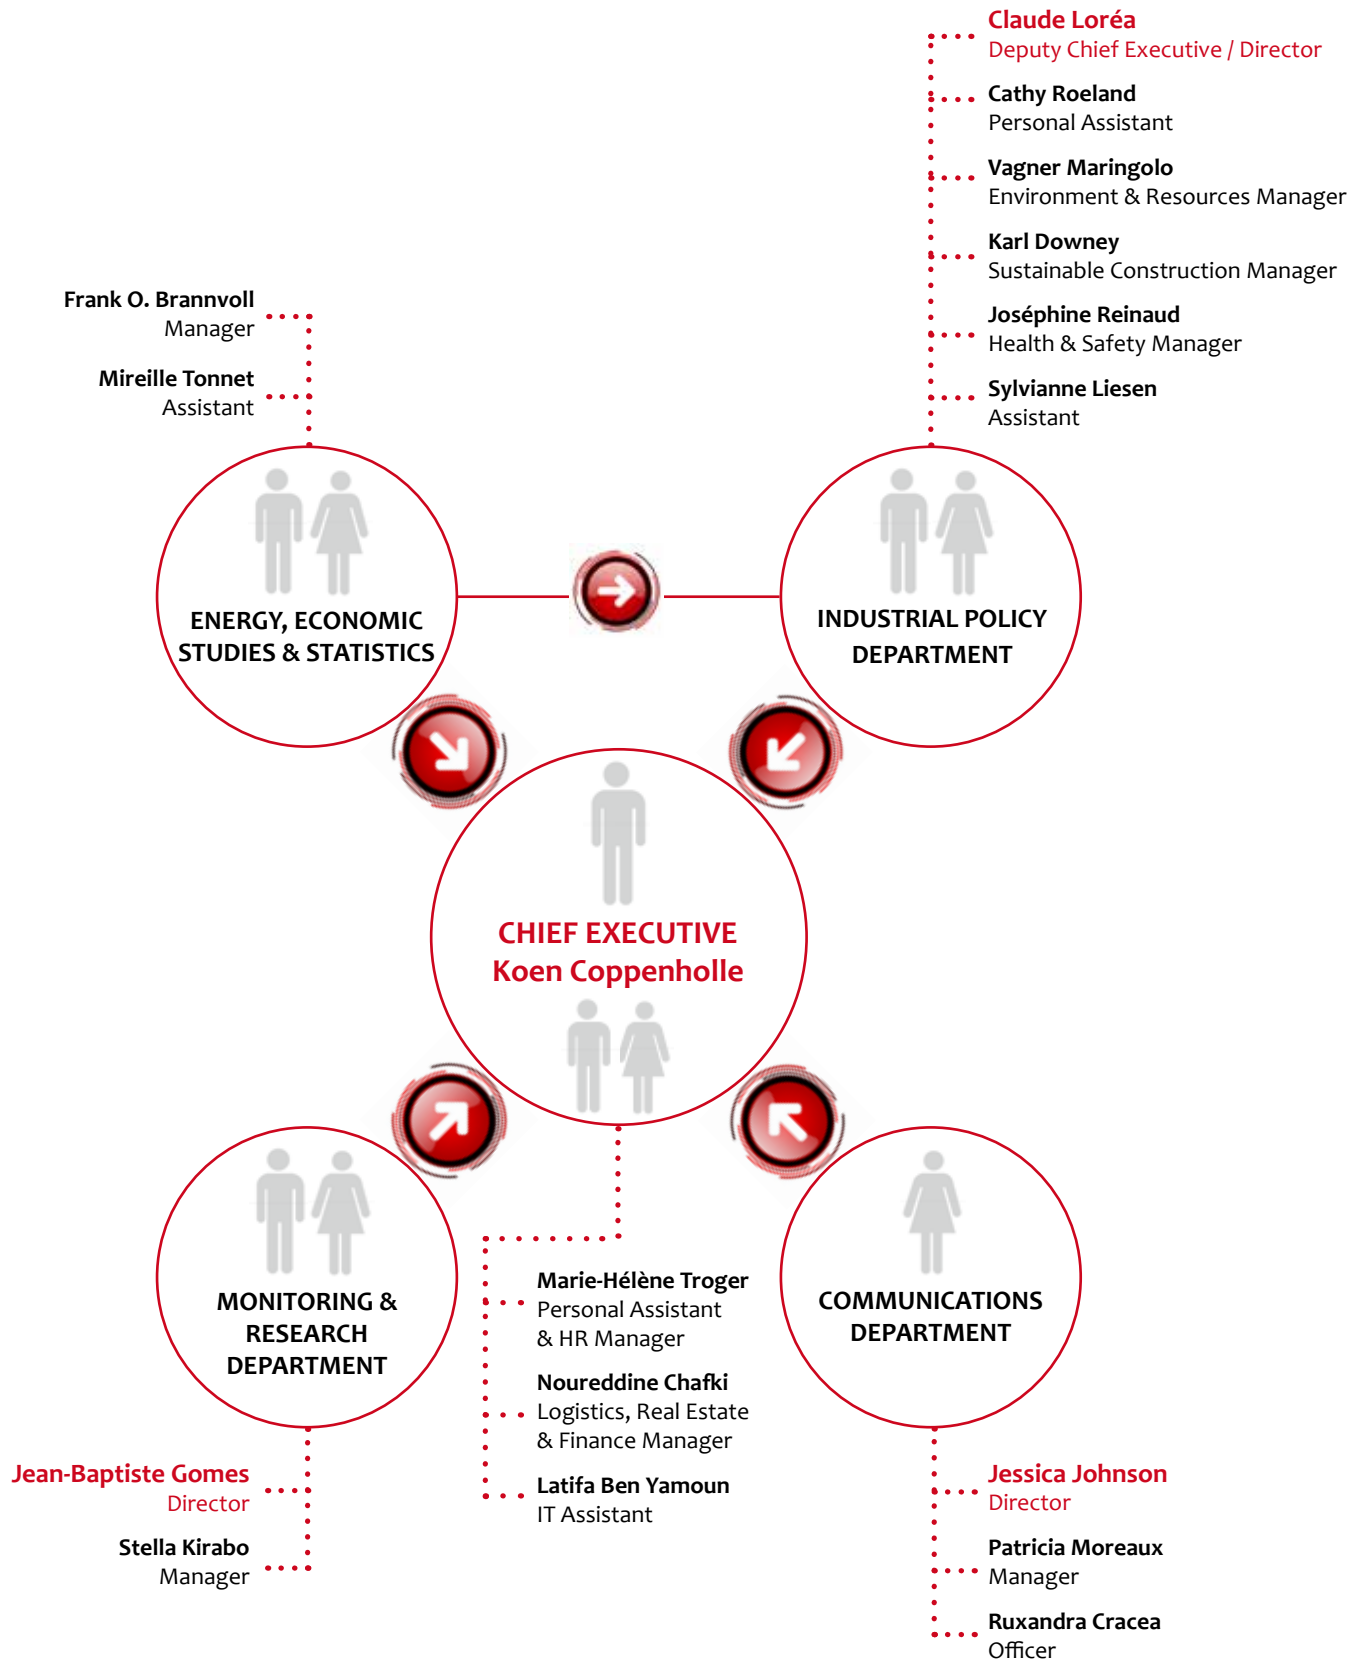 Claude Loréa
Deputy Chief Executive / Director
Cathy Roeland
Personal Assistant
Vagner Maringolo
Environment & Resources Manager
Karl Downey
Sustainable Construction Manager
Joséphine Reinaud
Health & Safety Manager
Sylvianne Liesen
Assistant
Frank O. Brannvoll
Manager
Mireille Tonnet
Assistant
ENERGY, ECONOMIC
STUDIES & STATISTICS
INDUSTRIAL POLICY
DEPARTMENT
CHIEF EXECUTIVE
Koen Coppenholle
MONITORING &
RESEARCH
DEPARTMENT
COMMUNICATIONS
DEPARTMENT
Marie-Hélène Troger
Personal Assistant
& HR Manager
Noureddine Chafki
Logistics, Real Estate
& Finance Manager
Latifa Ben Yamoun
IT Assistant
Jean-Baptiste Gomes
Director
Stella Kirabo
Manager
Jessica Johnson
Director
Patricia Moreaux
Manager
Ruxandra Cracea
Officer